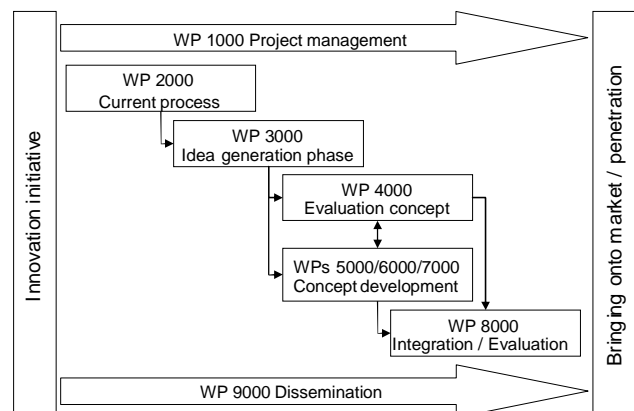 WP 1000 Project management
WP 2000
Current process
WP 3000
Idea generation phase
WP 4000
Evaluation concept
WPs 5000/6000/7000
Concept development
WP 8000
Integration / Evaluation
WP 9000 Dissemination
Innovation initiative
Bringing onto market / penetration